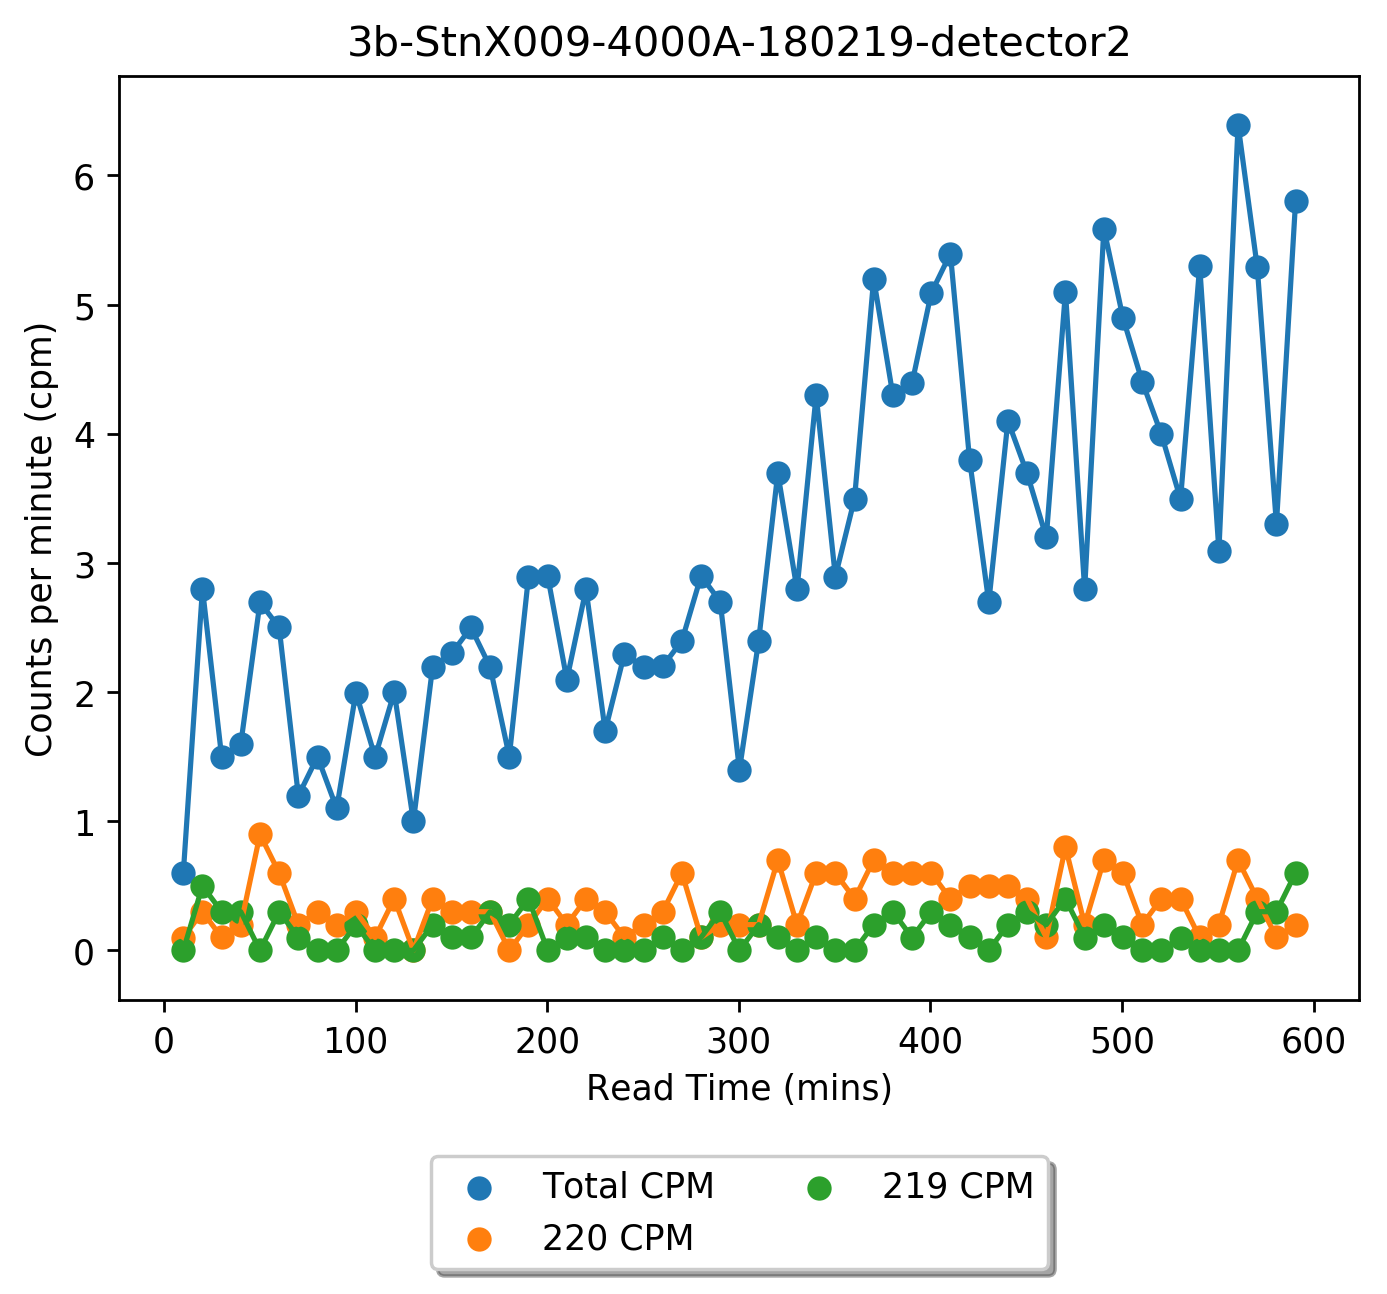 3b-StnX009-4000A-180219-detector2
Counts per minute (cpm)
6
5
4
3
2
1
0
0 100 200 300 400 500 600
Read Time (mins)
Total CPM 219 CPM
220 CPM